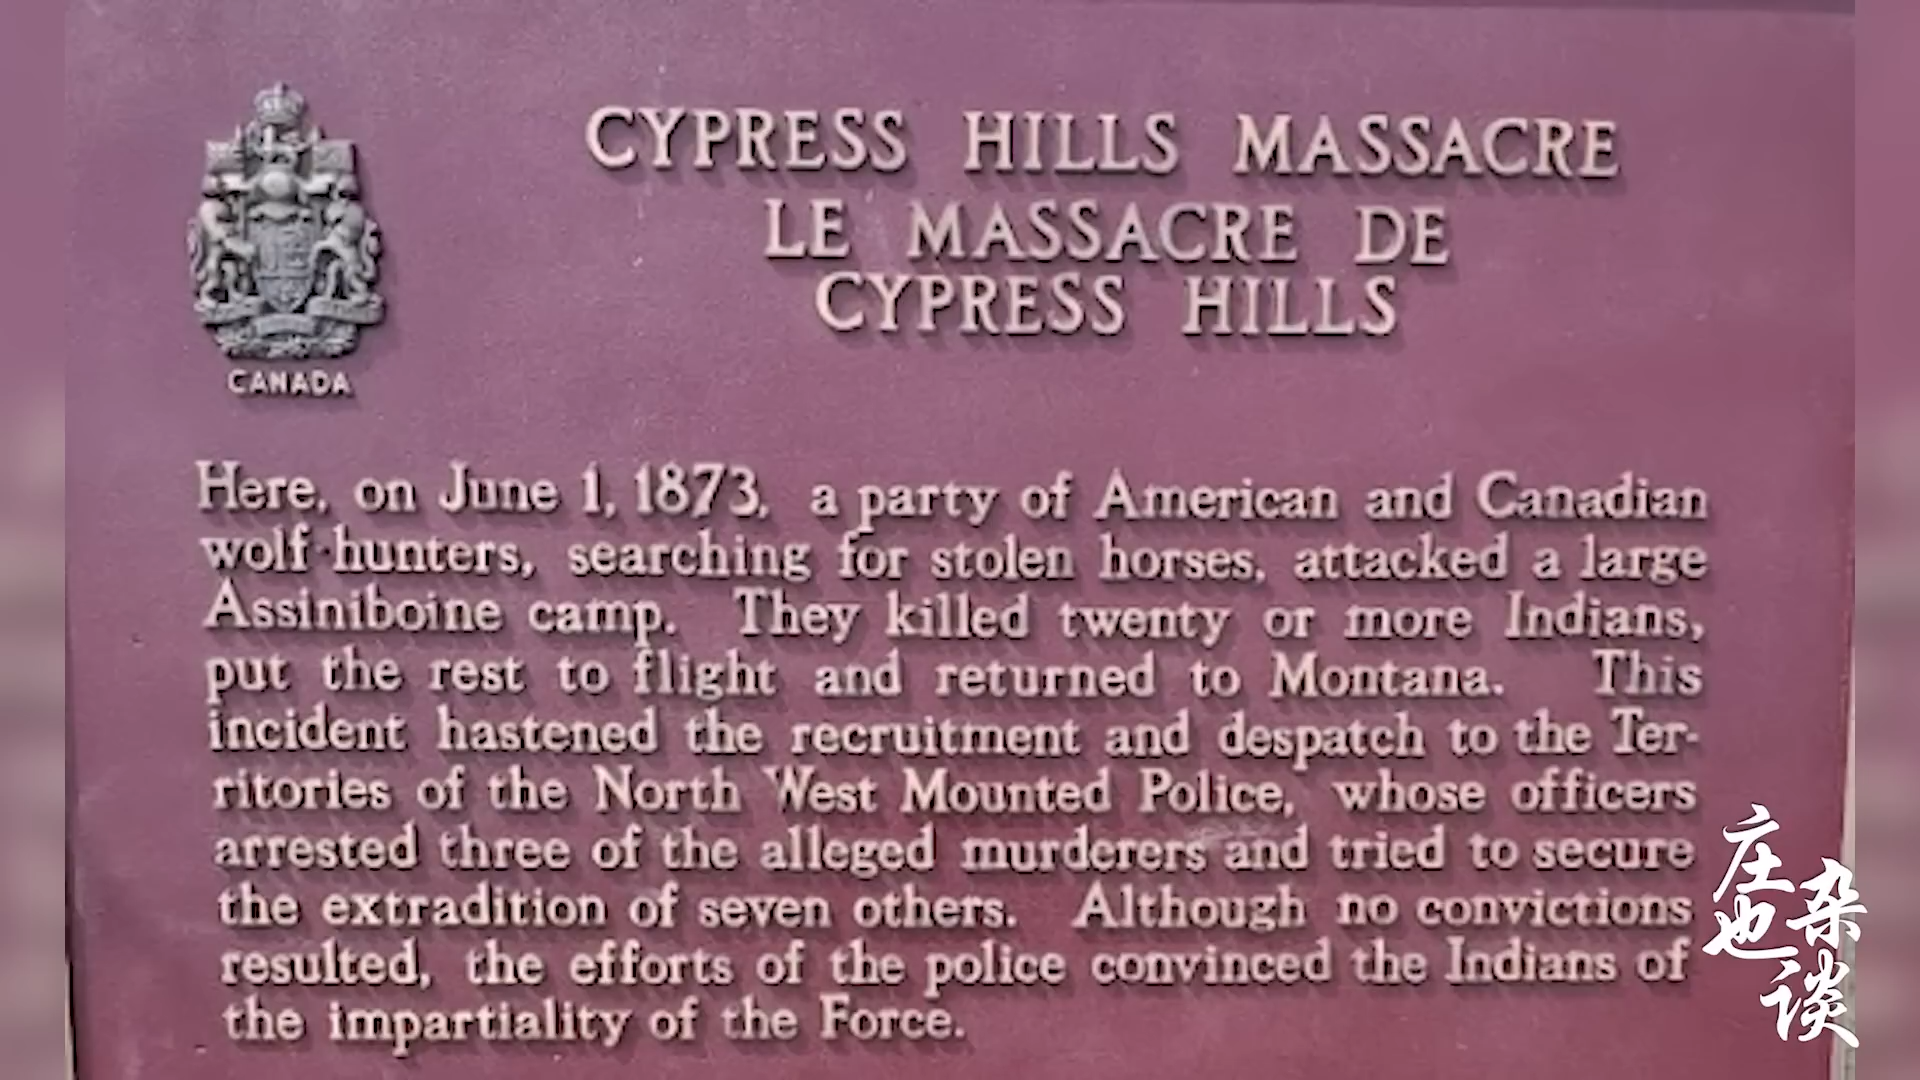 CYPRESS HILLS MASSACRE
LE MASSACRE DE
CYPRESS HILLS
CANADA
Here, on June 1, 1873, a party of American and Canadian
wolf-hunters, searching for stolen horses, attacked a large
Assiniboine camp. They killed twenty or more Indians,
put the rest to flight and returned to Montana. This
incident hastened the recruitment and despatch to the Ter-
ritories of the North West Mounted Police, whose officers
arrested three of the alleged murderers and tried to secure
the extradition of seven others. Although no convictions
resulted, the efforts of the police convinced the Indians of
the impartiality of the Force.
庄也杂谈